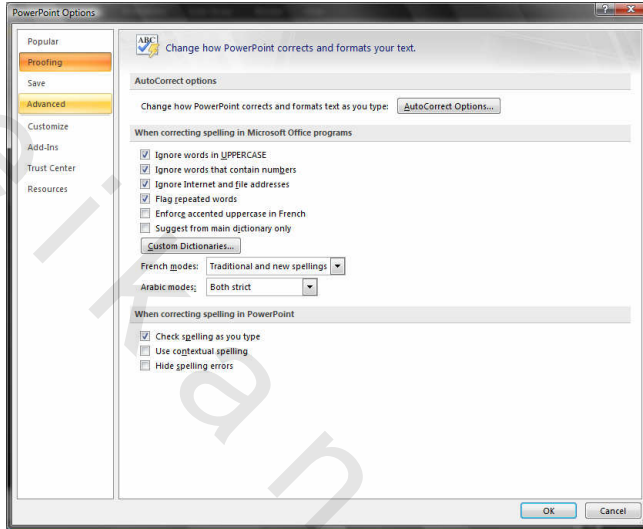 PowerPoint Options
Popular
Proofing
Save
Advanced
Customize
Add-Ins
Trust Center
Resources
ABC
Change how PowerPoint corrects and formats your text.
AutoCorrect options
Change how PowerPoint corrects and formats text as you type: AutoCorrect Options...
When correcting spelling in Microsoft Office programs
Ignore words in UPPERCASE
Ignore words that contain numbers
Ignore Internet and file addresses
Flag repeated words
Enforce accented uppercase in French
Suggest from main dictionary only
Custom Dictionaries...
French modes: Traditional and new spellings
Arabic modes: Both strict
When correcting spelling in PowerPoint
Check spelling as you type
Use contextual spelling
Hide spelling errors
OK Cancel